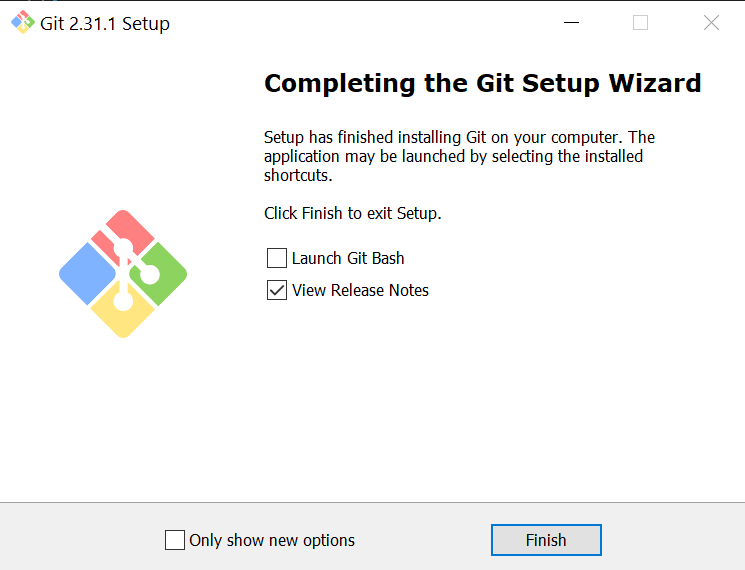 Git 2.31.1 Setup
Completing the Git Setup Wizard
Setup has finished installing Git on your computer. The
application may be launched by selecting the installed
shortcuts.
Click Finish to exit Setup.
Launch Git Bash
View Release Notes
Only show new options
Finish